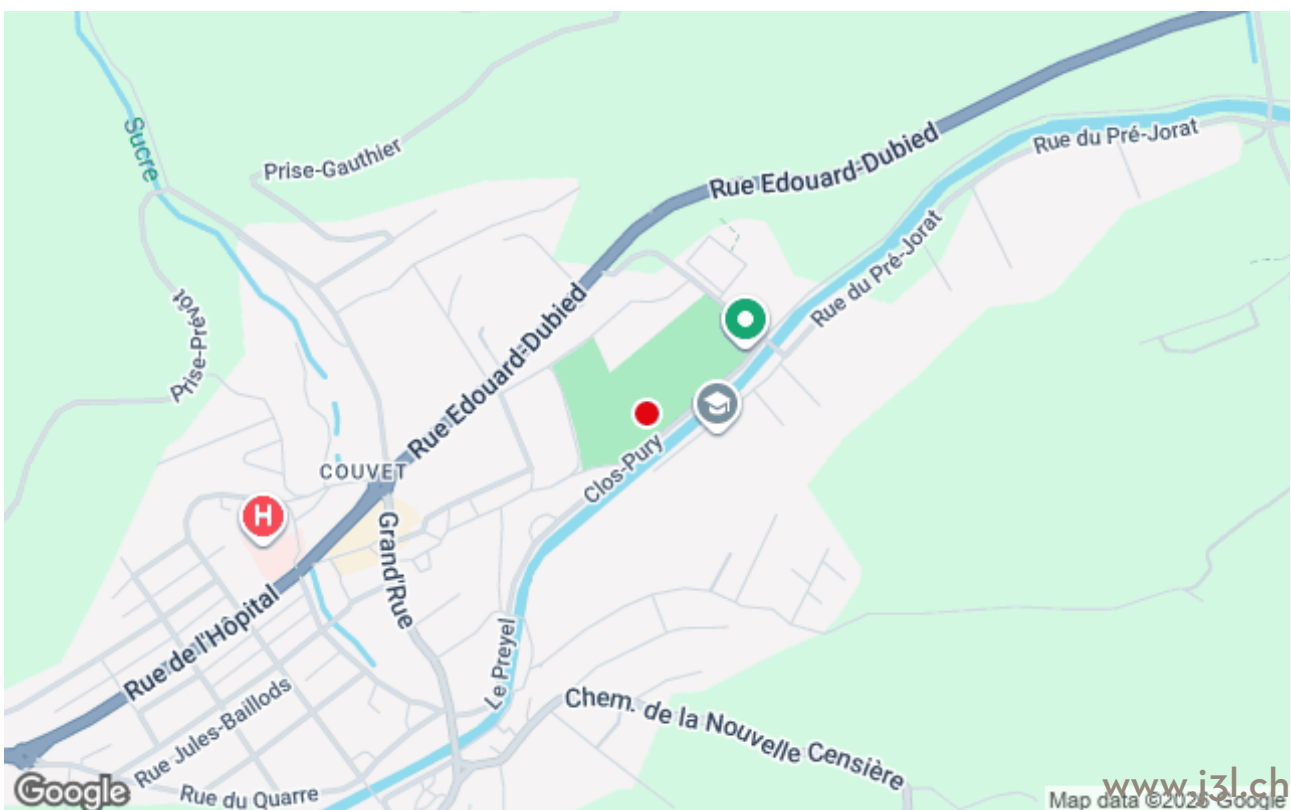 Sucre
Prise-Gauthier
Rue Edouard-Dubied
Rue du Pré-Jorat
Rue du Pré-Jorat
Prise-Prévôt
Rue Edouard-Dubied
COUVET
Clos-Pury
H
Grand'Rue
Rue de l'Hôpital
Le Preyel
Rue Jules-Baillods
Chem. de la Nouvelle Censière
Rue du Quarre
Google
www.j3l.ch
Map data ©202 Google